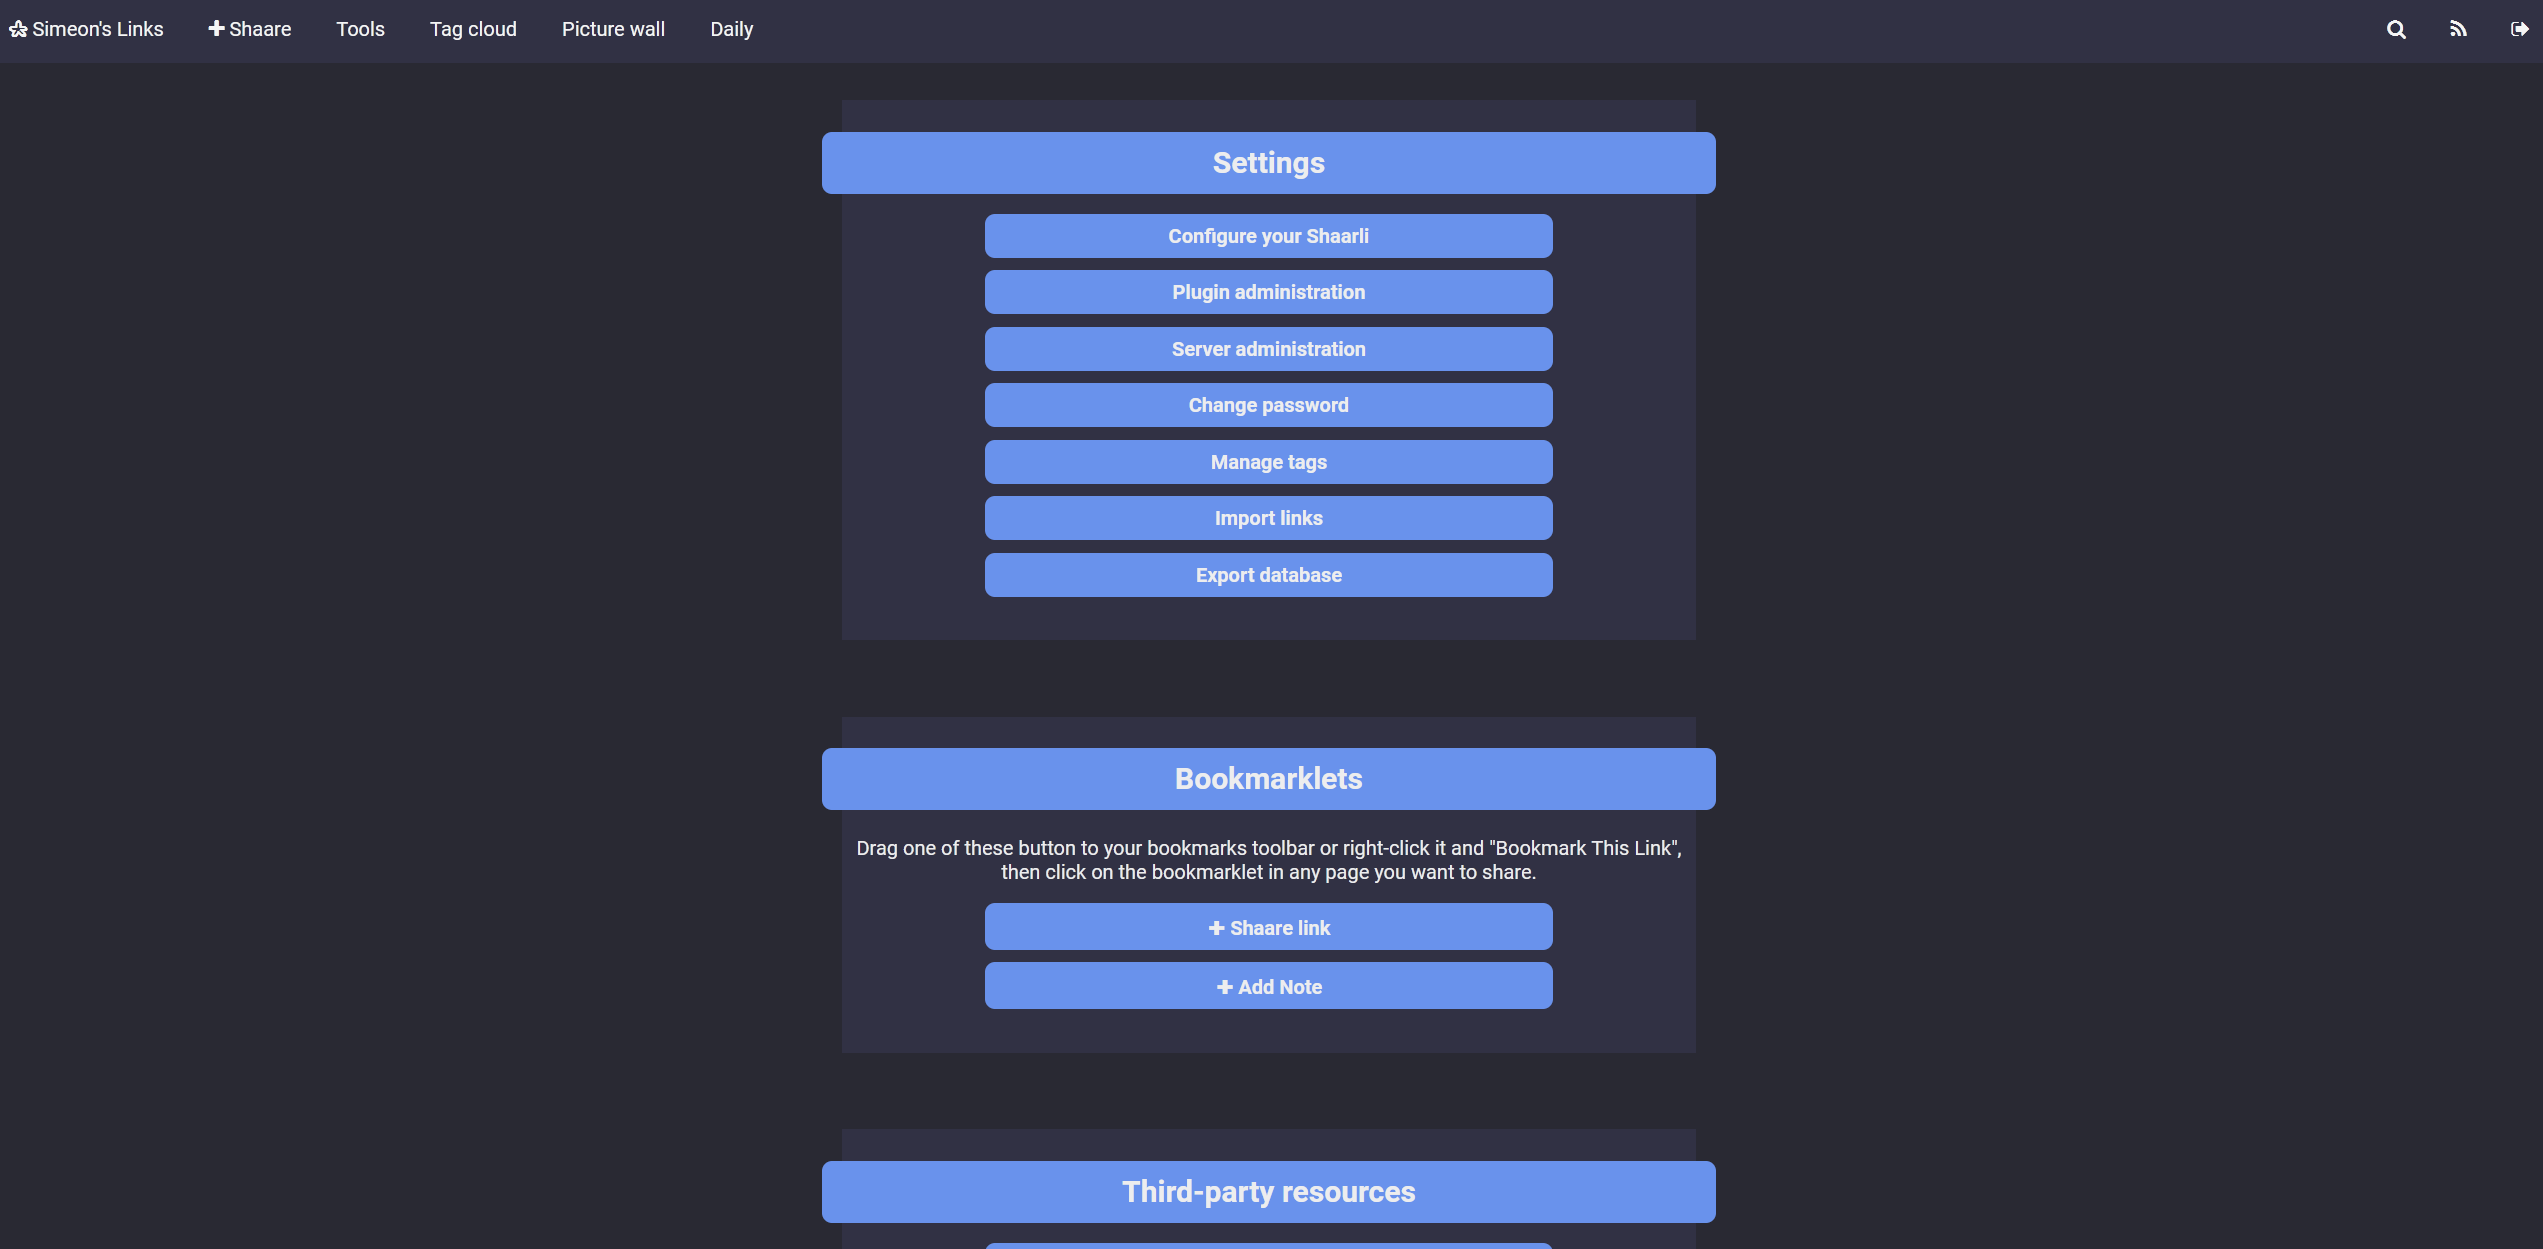 Simeon's Links Shaare Tools Tag cloud Picture wall Daily
Settings
Configure your Shaarli
Plugin administration
Server administration
Change password
Manage tags
Import links
Export database
Bookmarklets
Drag one of these button to your bookmarks toolbar or right-click it and "Bookmark This Link",
then click on the bookmarklet in any page you want to share.
Shaare link
Add Note
Third-party resources